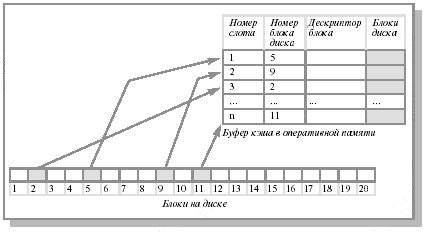 Номер слота Номер блока диска Дескриптор блока Блоки диска
1 5
2 9
3 2
... ... ... ...
n 11
Буфер кэша в оперативной памяти
1 2 3 4 5 6 7 8 9 10 11 12 13 14 15 16 17 18 19 20
Блоки на диске